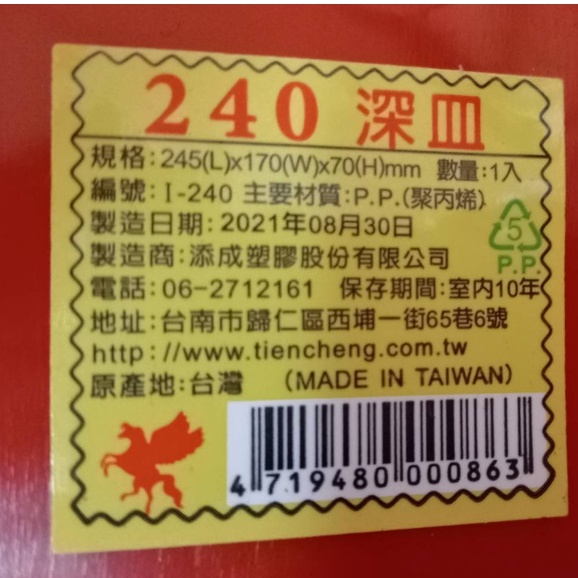 240 深皿
規格:245(L)x170(W)x70(H)mm 數量:1入
編號:I-240 主要材質:P.P.(聚丙烯)
製造日期:2021年08月30日
5
製造商:添成塑膠股份有限公司
P.P.
電話:06-2712161 保存期間:室内10年
地址:台南市歸仁區西埔一街65巷6號
http://www.tiencheng.com.tw
原產地:台灣 (MADE IN TAIWAN)
4 719480 000863